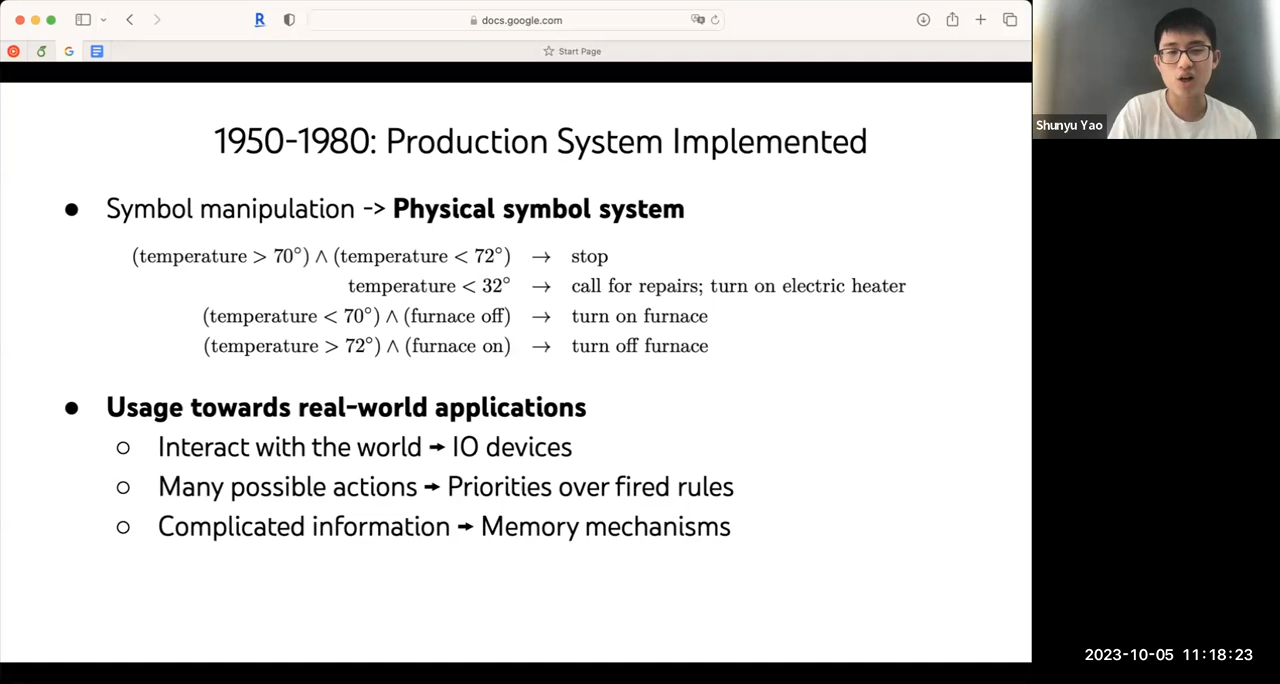 docs.google.com
Start Page
Shunyu Yao
1950-1980: Production System Implemented
● Symbol manipulation -> Physical symbol system
(temperature > 70°) ∧ (temperature < 72°) → stop
temperature < 32° → call for repairs; turn on electric heater
(temperature < 70°) ∧ (furnace off) → turn on furnace
(temperature > 72°) ∧ (furnace on) → turn off furnace
● Usage towards real-world applications
○ Interact with the world → IO devices
○ Many possible actions → Priorities over fired rules
○ Complicated information → Memory mechanisms
2023-10-05 11:18:23